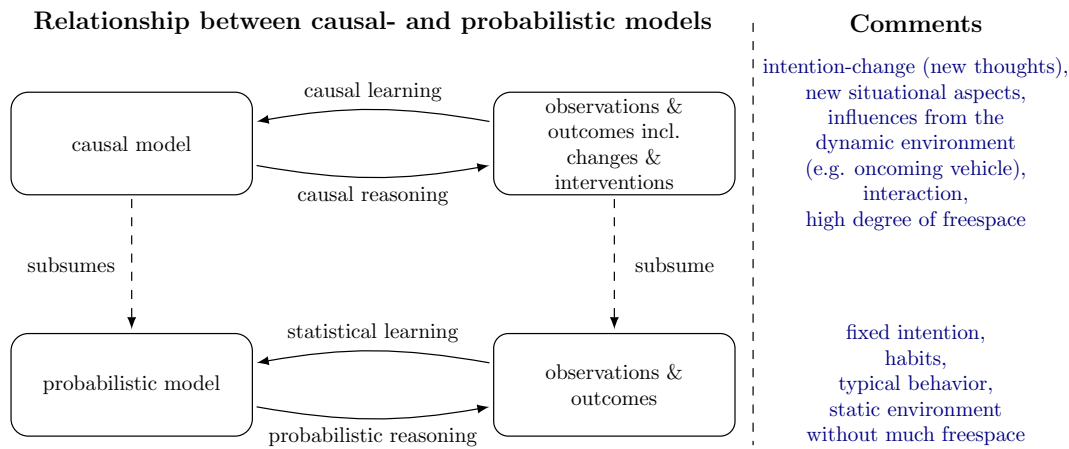 Relationship between causal- and probabilistic models
Comments
causal learning
causal model
causal reasoning
observations &
outcomes incl.
changes &
interventions
intention-change (new thoughts),
new situational aspects,
influences from the
dynamic environment
(e.g. oncoming vehicle),
interaction,
high degree of freespace
subsumes
subsume
statistical learning
probabilistic model
probabilistic reasoning
observations &
outcomes
fixed intention,
habits,
typical behavior,
static environment
without much freespace